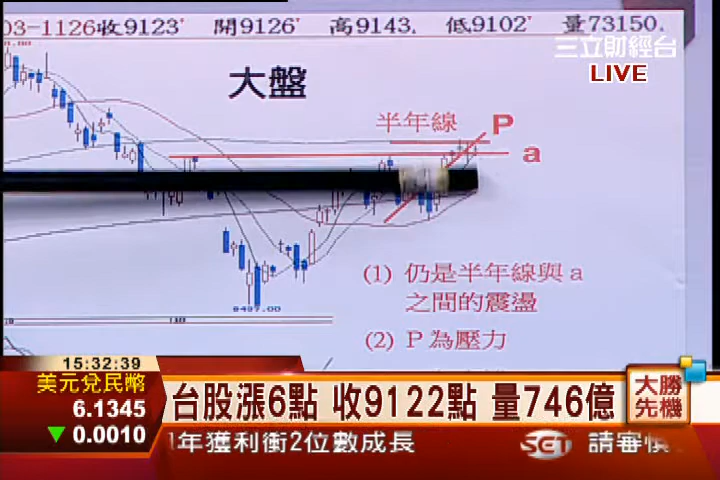 03-1126收9123' 開9126' 高9143. 低9102' 量73150.
三立財經台
LIVE
大盤
半年線
P
a
(1) 仍是半年線與a
之間的震盪
(2) P為壓力
15:32:39
美元兌民幣
6.1345
▼0.0010
台股漲6點 收9122點 量746億
大勝
先機
年獲利衝2位數成長
SET 請審慎